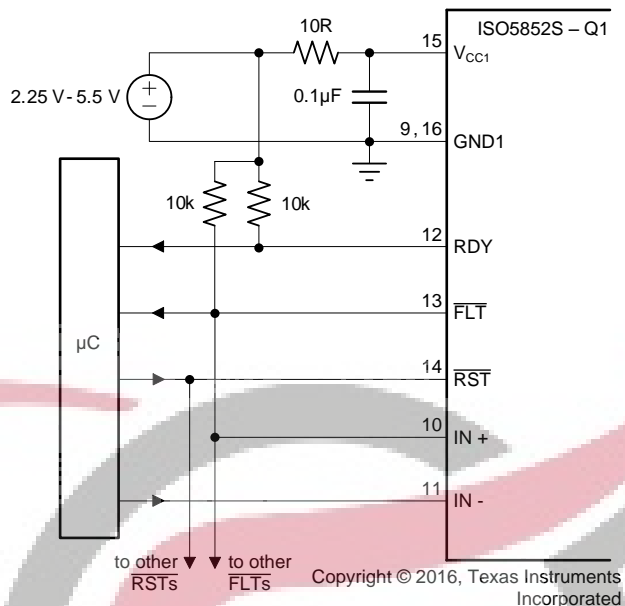 ISO5852S – Q1
10R
15
V_CC1
2.25 V - 5.5 V
+
−
0.1µF
9, 16
GND1
10k
10k
12
RDY
13
FLT
µC
14
RST
10
IN +
11
IN -
to other
RSTs
to other
FLTs
Copyright © 2016, Texas Instruments
Incorporated